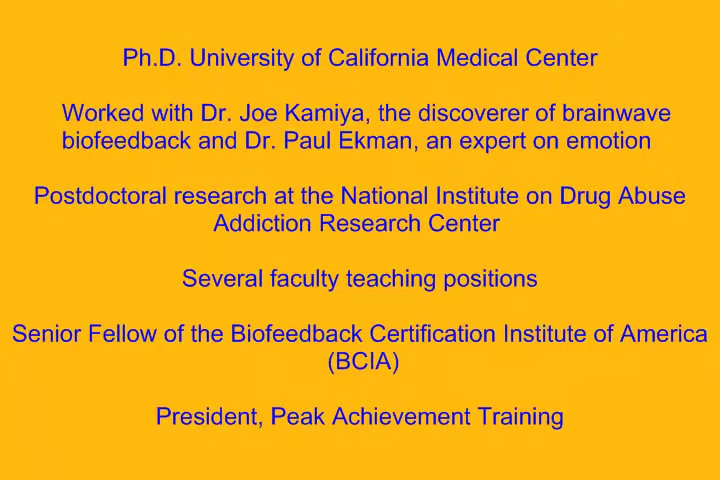 Ph.D. University of California Medical Center
Worked with Dr. Joe Kamiya, the discoverer of brainwave
biofeedback and Dr. Paul Ekman, an expert on emotion
Postdoctoral research at the National Institute on Drug Abuse
Addiction Research Center
Several faculty teaching positions
Senior Fellow of the Biofeedback Certification Institute of America
(BCIA)
President, Peak Achievement Training